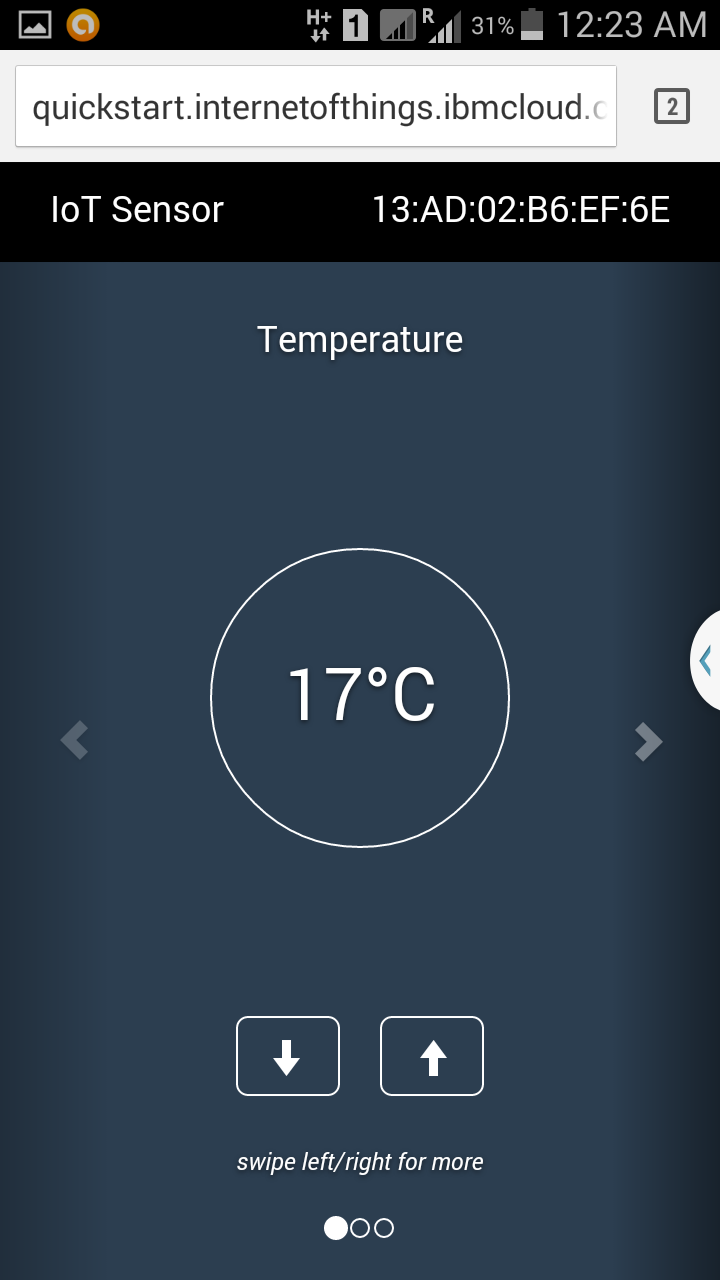 H+ 1 R 31% 12:23 AM
quickstart.internetofthings.ibmcloud.c
2
IoT Sensor 13:AD:02:B6:EF:6E
Temperature
17°C
swipe left/right for more